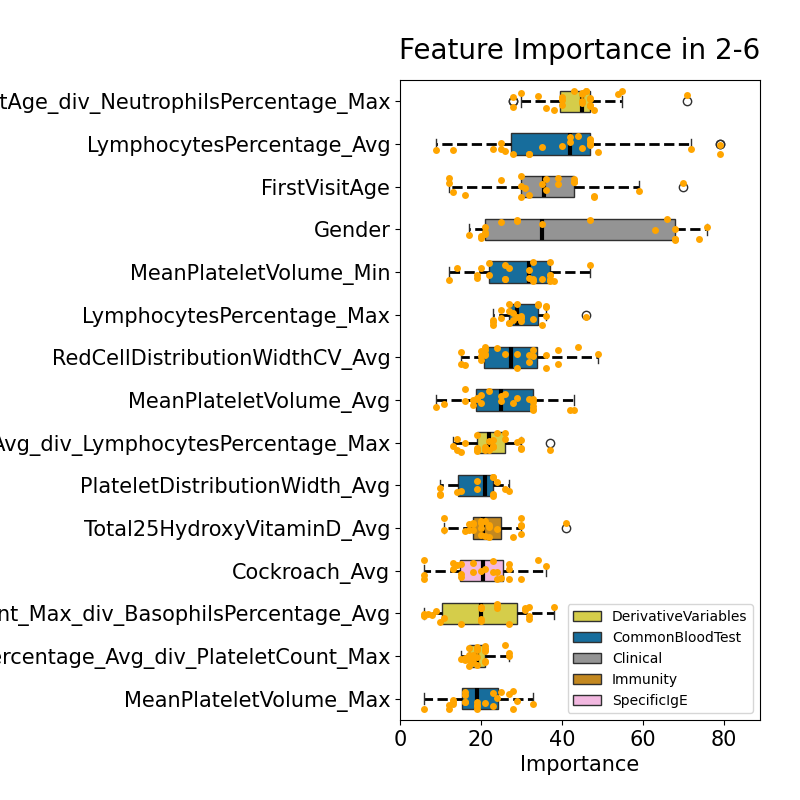 Feature Importance in 2-6
tAge_div_NeutrophilsPercentage_Max
LymphocytesPercentage_Avg
FirstVisitAge
Gender
MeanPlateletVolume_Min
LymphocytesPercentage_Max
RedCellDistributionWidthCV_Avg
MeanPlateletVolume_Avg
Avg_div_LymphocytesPercentage_Max
PlateletDistributionWidth_Avg
Total25HydroxyVitaminD_Avg
Cockroach_Avg
nt_Max_div_BasophilsPercentage_Avg
ercentage_Avg_div_PlateletCount_Max
MeanPlateletVolume_Max
DerivativeVariables
CommonBloodTest
Clinical
Immunity
SpecificIgE
0 20 40 60 80
Importance